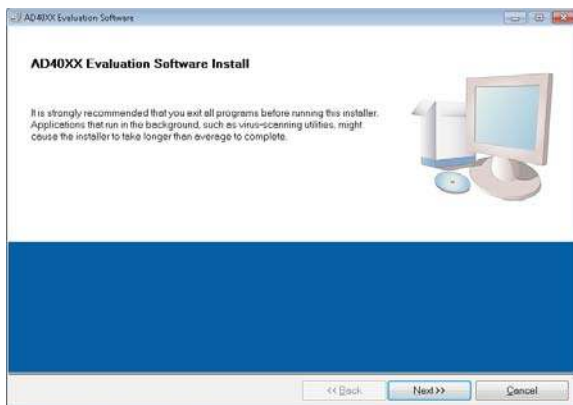 AD40XX Evaluation Software
AD40XX Evaluation Software Install
It is strongly recommended that you exit all programs before running this installer.
Applications that run in the background, such as virus-scanning utilities, might
cause the installer to take longer than average to complete.
<< Back
Next >>
Cancel